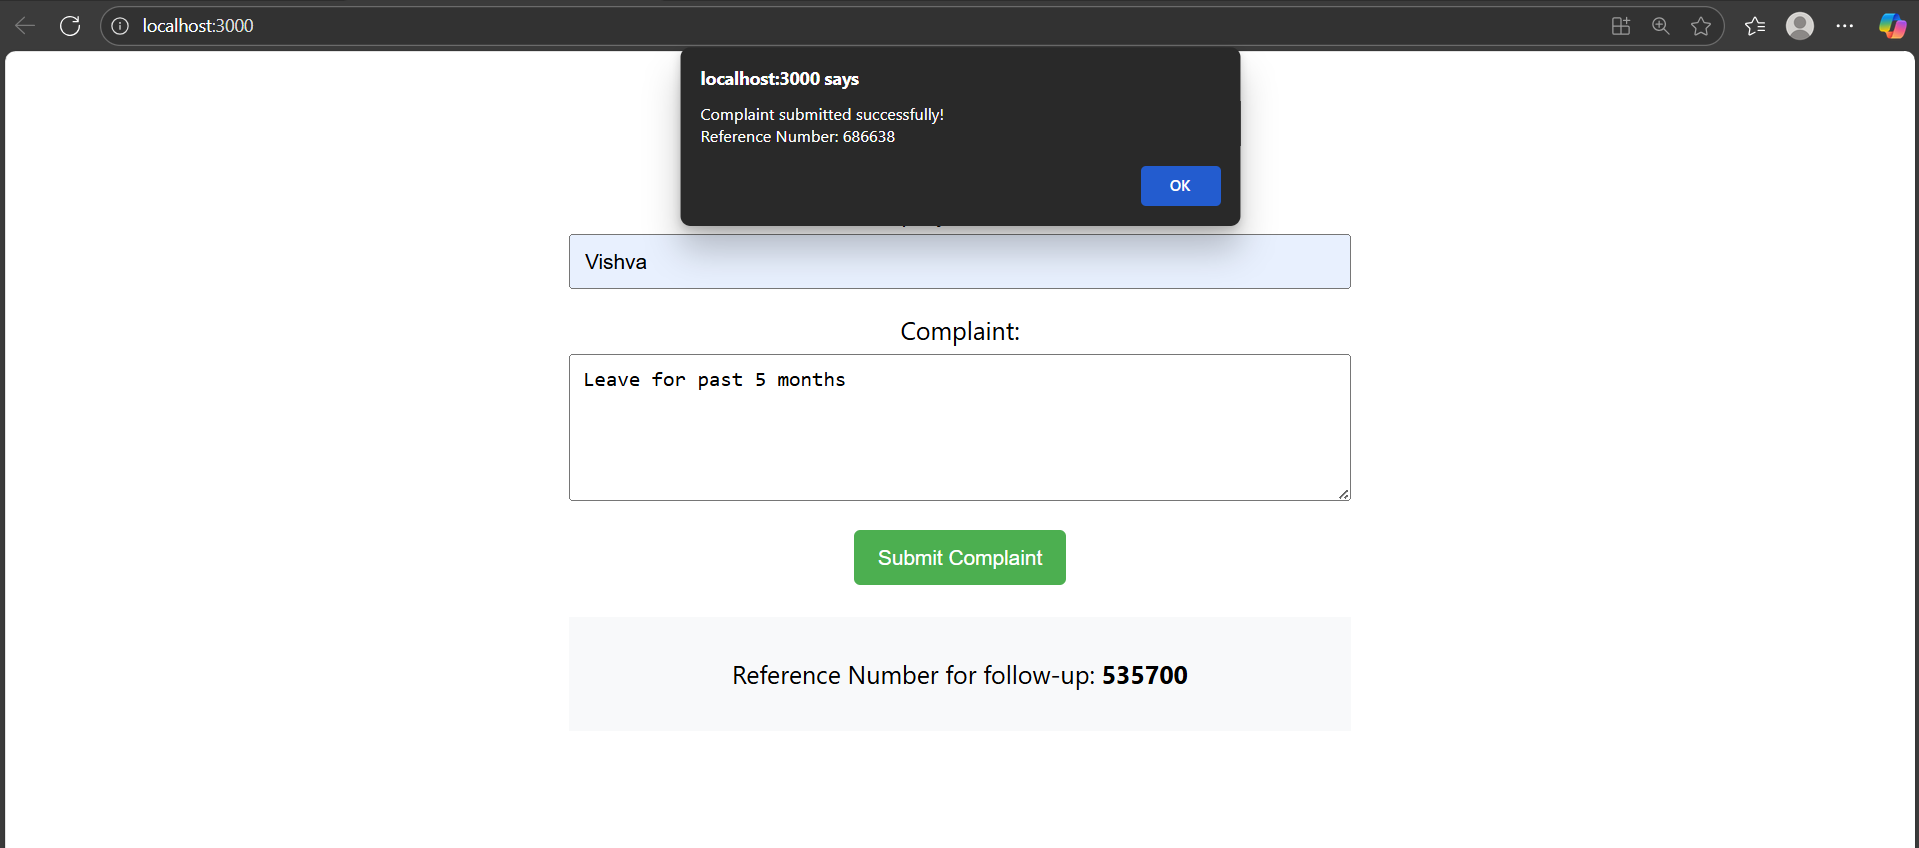 localhost:3000
localhost:3000 says
Complaint submitted successfully!
Reference Number: 686638
OK
Vishva
Complaint:
Leave for past 5 months
Submit Complaint
Reference Number for follow-up: 535700